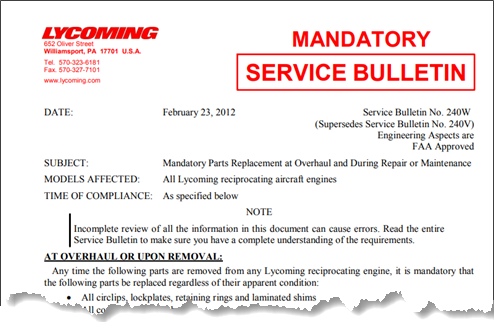 LYCOMING
652 Oliver Street
Williamsport, PA 17701 U.S.A.
Tel. 570-323-6181
Fax. 570-327-7101
www.lycoming.com
MANDATORY
SERVICE BULLETIN
DATE: February 23, 2012 Service Bulletin No. 240W
(Supersedes Service Bulletin No. 240V)
Engineering Aspects are
FAA Approved
SUBJECT: Mandatory Parts Replacement at Overhaul and During Repair or Maintenance
MODELS AFFECTED: All Lycoming reciprocating aircraft engines
TIME OF COMPLIANCE: As specified below
NOTE
Incomplete review of all the information in this document can cause errors. Read the entire
Service Bulletin to make sure you have a complete understanding of the requirements.
AT OVERHAUL OR UPON REMOVAL:
Any time the following parts are removed from any Lycoming reciprocating engine, it is mandatory that
the following parts be replaced regardless of their apparent condition:
• All circlips, lockplates, retaining rings and laminated shims
• All